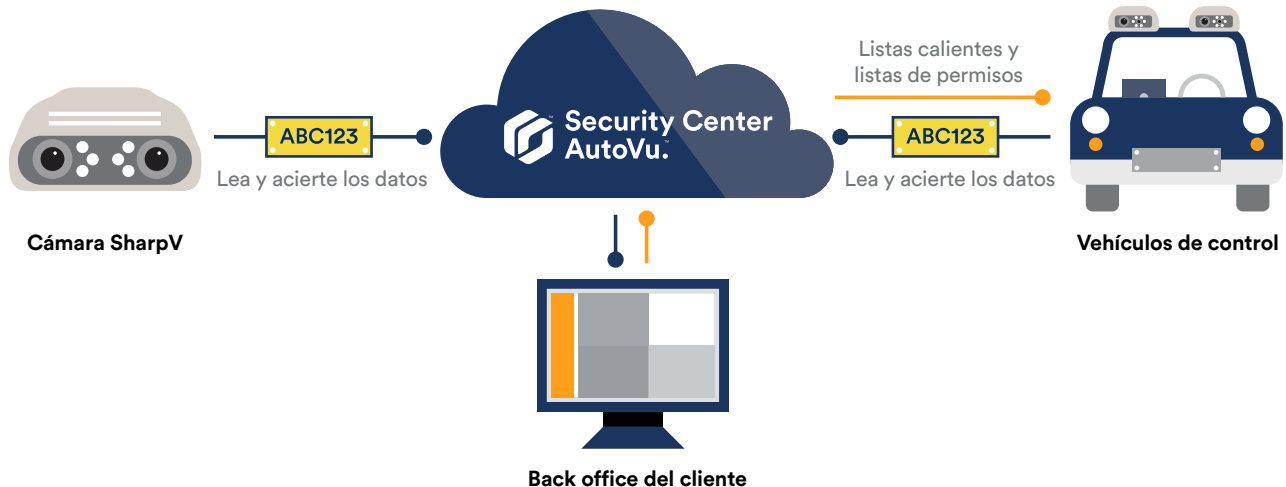 ABC123
Lea y acierte los datos
Cámara SharpV
Security Center
AutoVu.™
Listas calientes y
listas de permisos
ABC123
Lea y acierte los datos
Vehículos de control
Back office del cliente